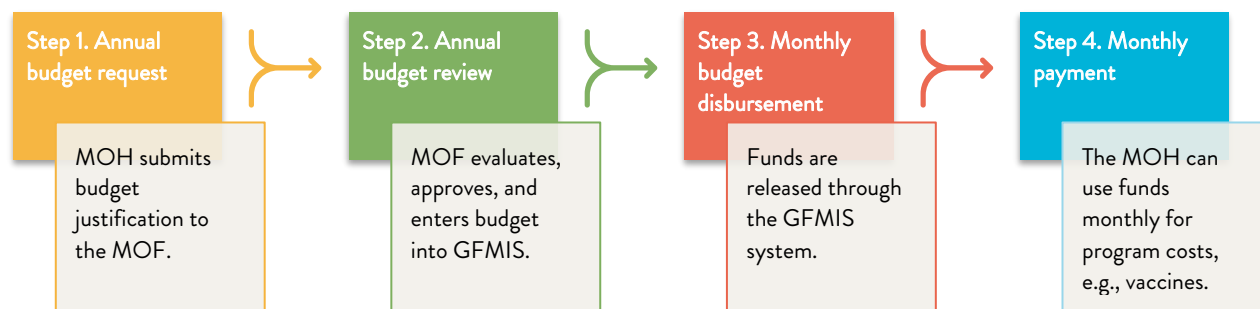 Step 1. Annual
budget request
MOH submits
budget
justification to
the MOF.
Step 2. Annual
budget review
MOF evaluates,
approves, and
enters budget
into GFMIS.
Step 3. Monthly
budget
disbursement
Funds are
released through
the GFMIS
system.
Step 4. Monthly
payment
The MOH can
use funds
monthly for
program costs,
e.g., vaccines.